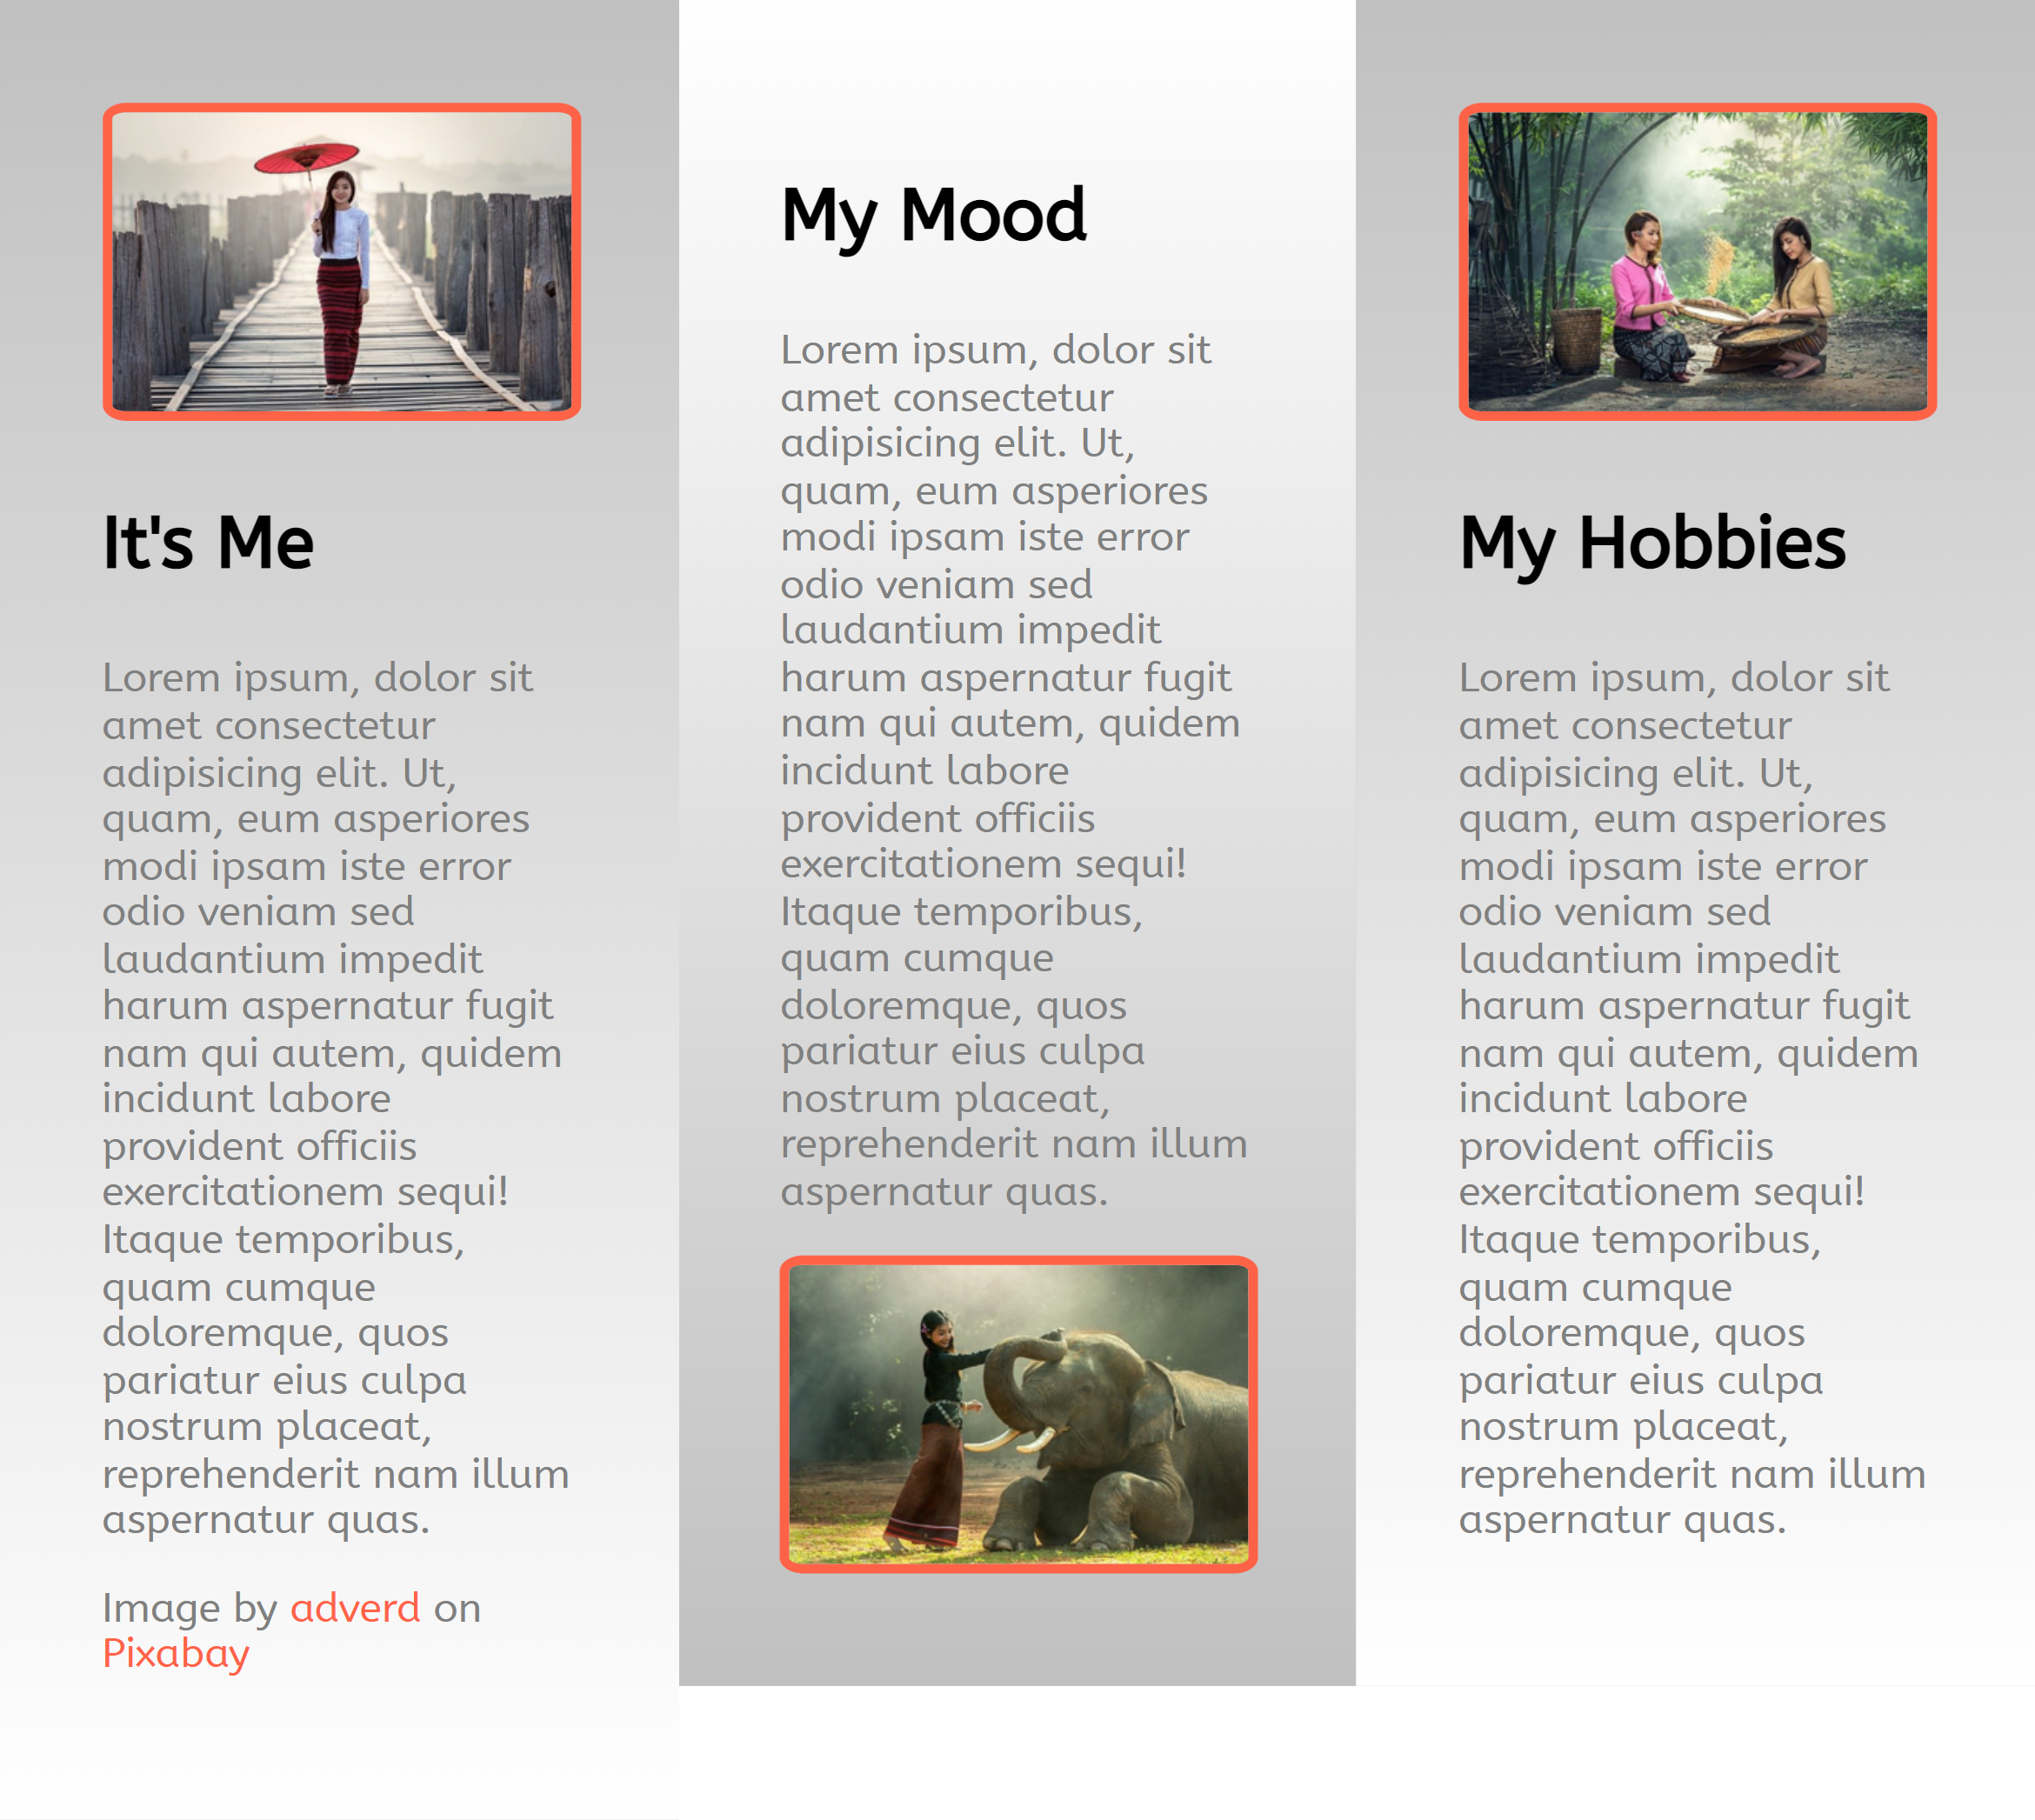 It's Me
Lorem ipsum, dolor sit
amet consectetur
adipisicing elit. Ut,
quam, eum asperiores
modi ipsam iste error
odio veniam sed
laudantium impedit
harum aspernatur fugit
nam qui autem, quidem
incidunt labore
provident officiis
exercitationem sequi!
Itaque temporibus,
quam cumque
doloremque, quos
pariatur eius culpa
nostrum placeat,
reprehenderit nam illum
aspernatur quas.
Image by adverd on
Pixabay
My Mood
Lorem ipsum, dolor sit
amet consectetur
adipisicing elit. Ut,
quam, eum asperiores
modi ipsam iste error
odio veniam sed
laudantium impedit
harum aspernatur fugit
nam qui autem, quidem
incidunt labore
provident officiis
exercitationem sequi!
Itaque temporibus,
quam cumque
doloremque, quos
pariatur eius culpa
nostrum placeat,
reprehenderit nam illum
aspernatur quas.
My Hobbies
Lorem ipsum, dolor sit
amet consectetur
adipisicing elit. Ut,
quam, eum asperiores
modi ipsam iste error
odio veniam sed
laudantium impedit
harum aspernatur fugit
nam qui autem, quidem
incidunt labore
provident officiis
exercitationem sequi!
Itaque temporibus,
quam cumque
doloremque, quos
pariatur eius culpa
nostrum placeat,
reprehenderit nam illum
aspernatur quas.